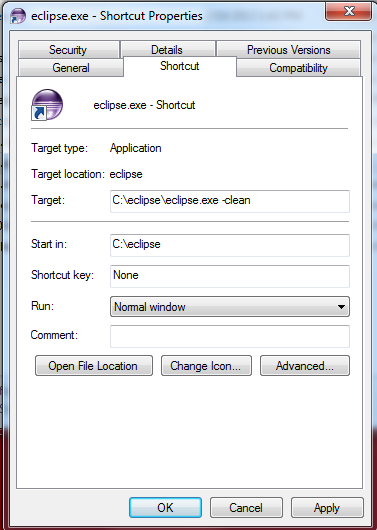 eclipse.exe - Shortcut Properties
Security Details Previous Versions
General Shortcut Compatibility
eclipse.exe - Shortcut
Target type: Application
Target location: eclipse
Target: C:\eclipse\eclipse.exe -clean
Start in: C:\eclipse
Shortcut key: None
Run: Normal window
Comment:
Open File Location Change Icon... Advanced...
OK Cancel Apply